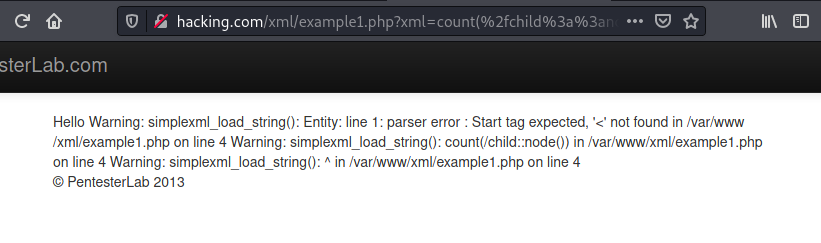 hacking.com/xml/example1.php?xml=count(%2fchild%3a%3an
sterLab.com
Hello Warning: simplexml_load_string(): Entity: line 1: parser error : Start tag expected, '<' not found in /var/www
/xml/example1.php on line 4 Warning: simplexml_load_string(): count(/child::node()) in /var/www/xml/example1.php
on line 4 Warning: simplexml_load_string(): ^ in /var/www/xml/example1.php on line 4
© PentesterLab 2013